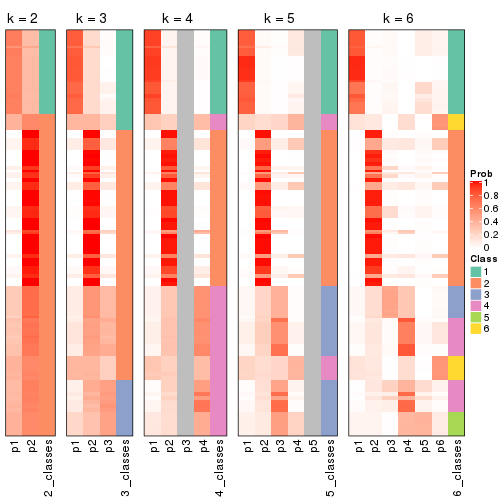 k = 2
k = 3
k = 4
k = 5
k = 6
p1
p2
2_classes
p1
p2
p3
3_classes
p1
p2
p3
p4
4_classes
p1
p2
p3
p4
p5
5_classes
p1
p2
p3
p4
p5
p6
6_classes
Prob
1
0.8
0.6
0.4
0.2
0
Class
1
2
3
4
5
6